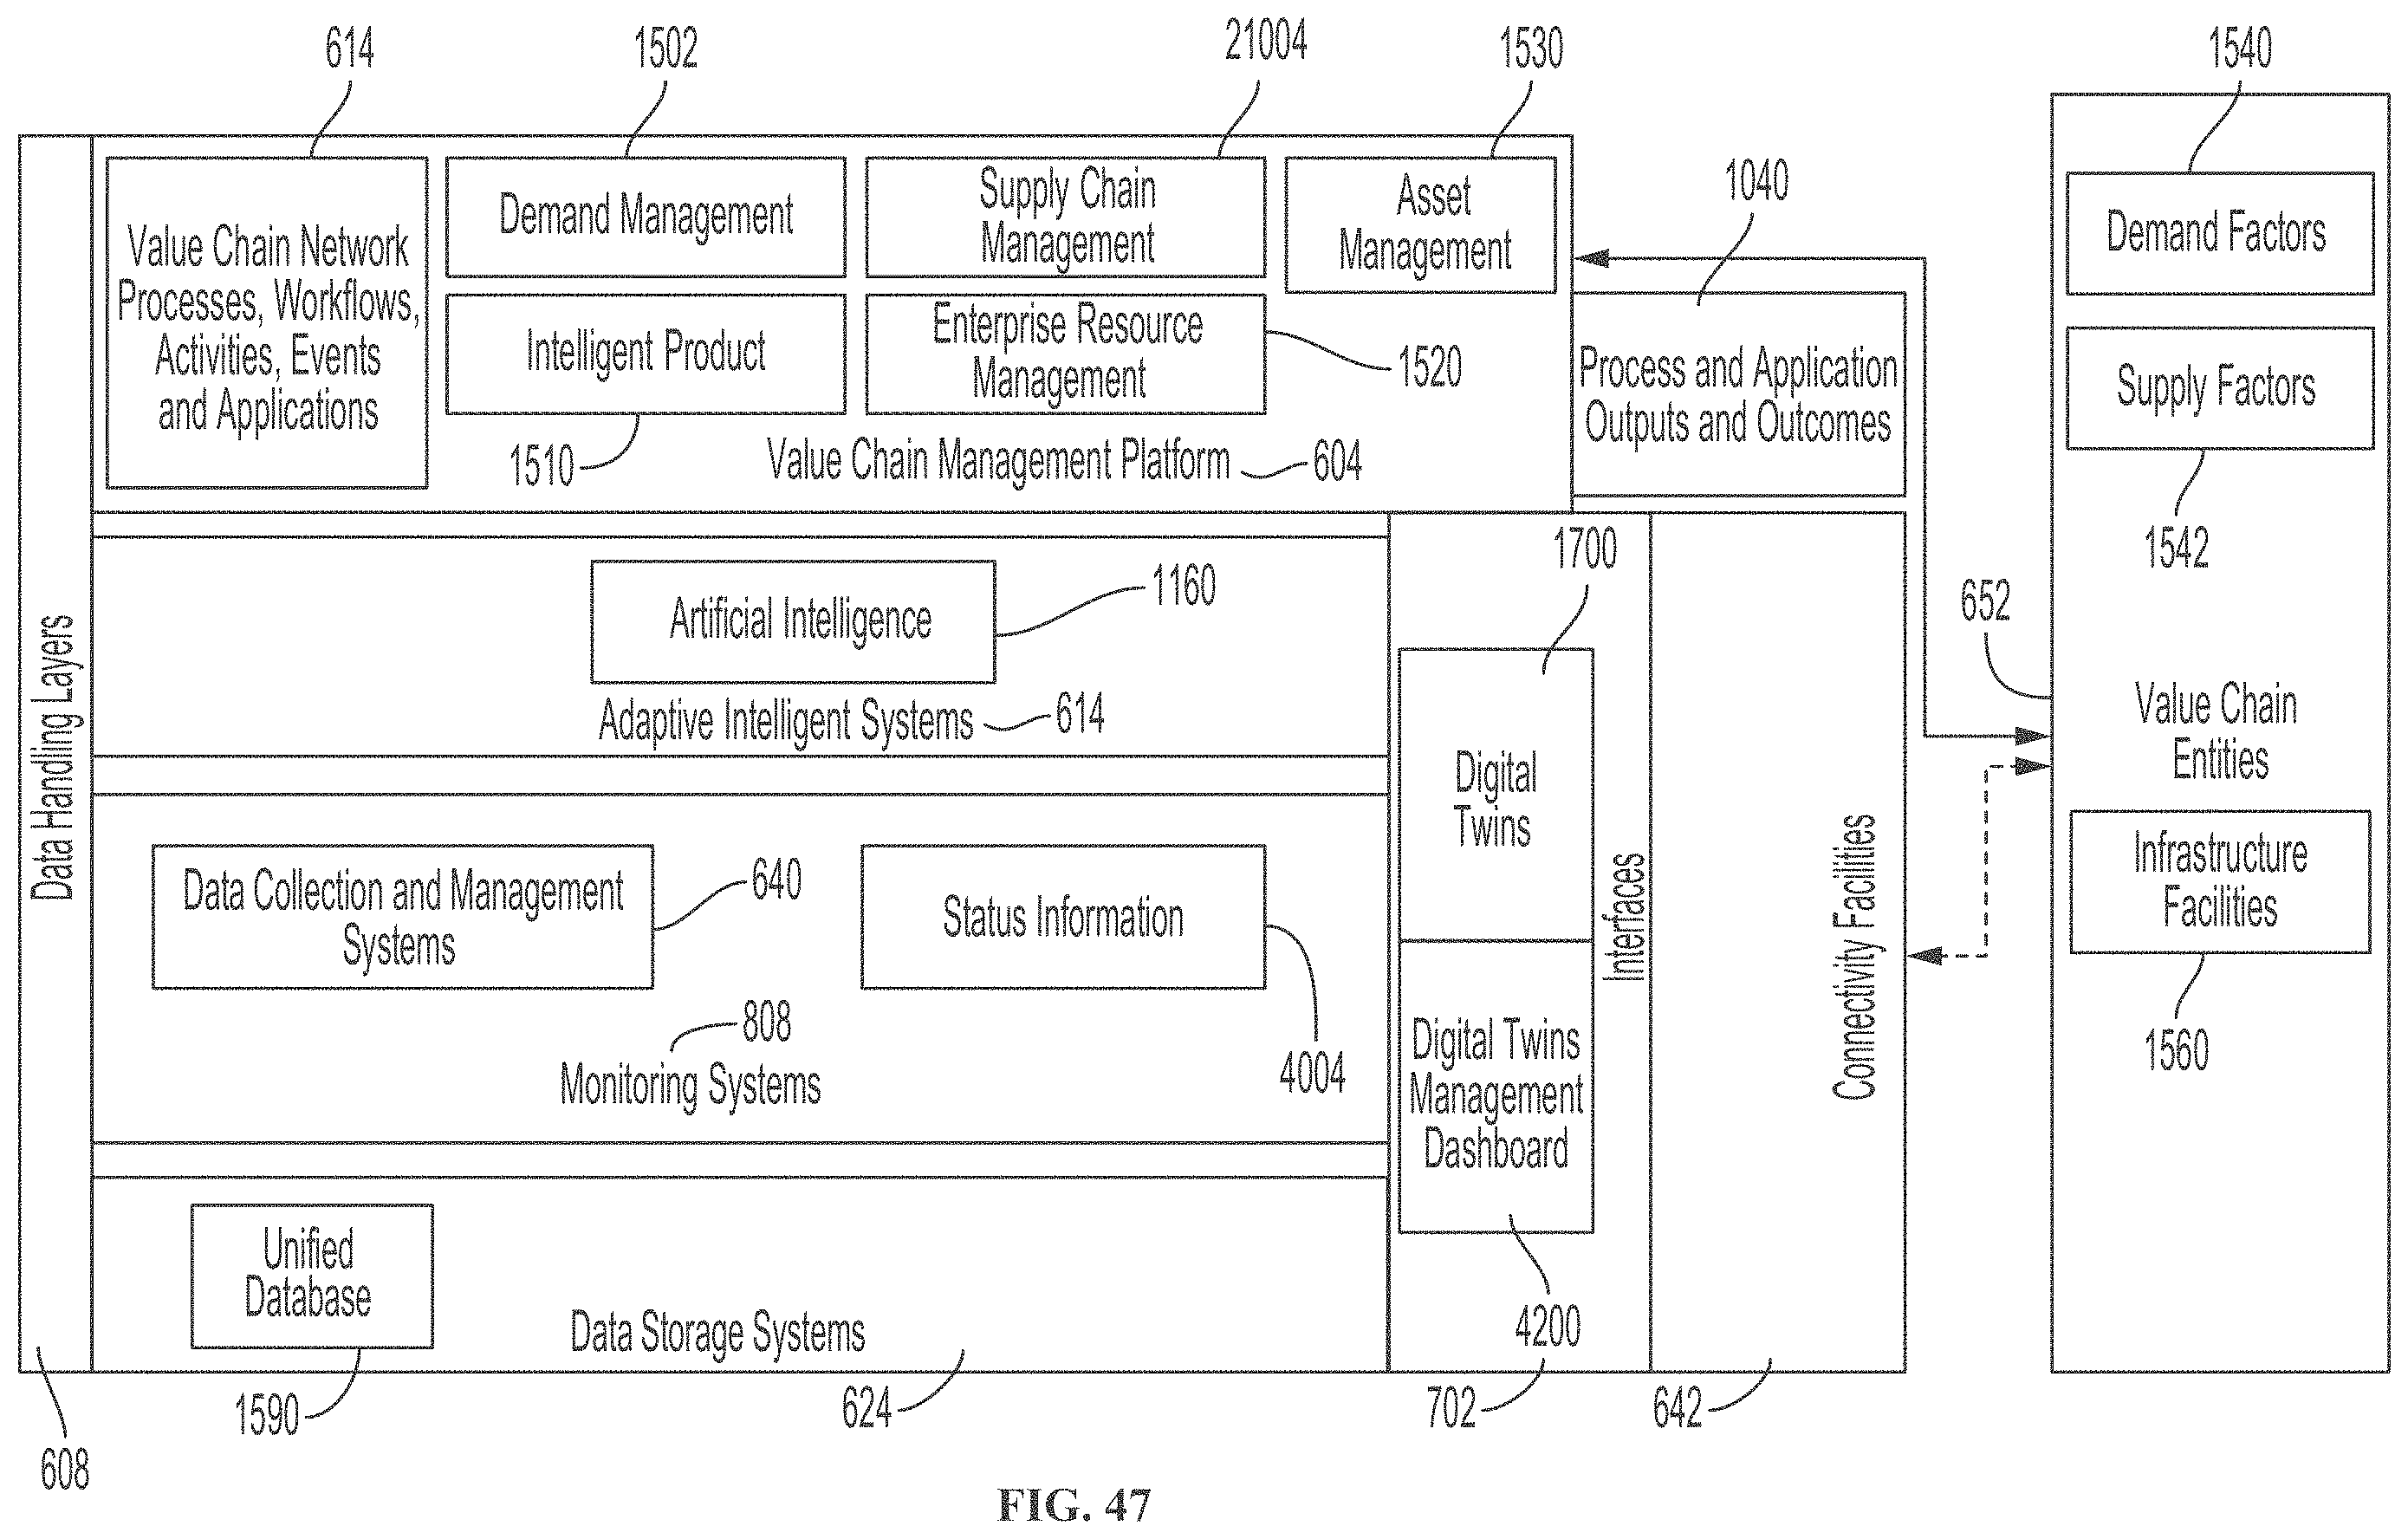 614
1502
21004
1530
1540
1040
Value Chain Network
Processes, Workflows,
Activities, Events
and Applications
Demand Management
Supply Chain
Management
Asset
Management
Intelligent Product
Enterprise Resource
Management
1520
1510
Value Chain Management Platform
604
Process and Application
Outputs and Outcomes
Demand Factors
Supply Factors
1542
652
Value Chain
Entities
Infrastructure
Facilities
1560
Data Handling Layers
Artificial Intelligence
1160
Adaptive Intelligent Systems
614
1700
Digital
Twins
Interfaces
Connectivity Facilities
Data Collection and Management
Systems
640
Status Information
808
Monitoring Systems
4004
Digital Twins
Management
Dashboard
4200
Unified
Database
Data Storage Systems
608
1590
624
702
642
FIG. 47